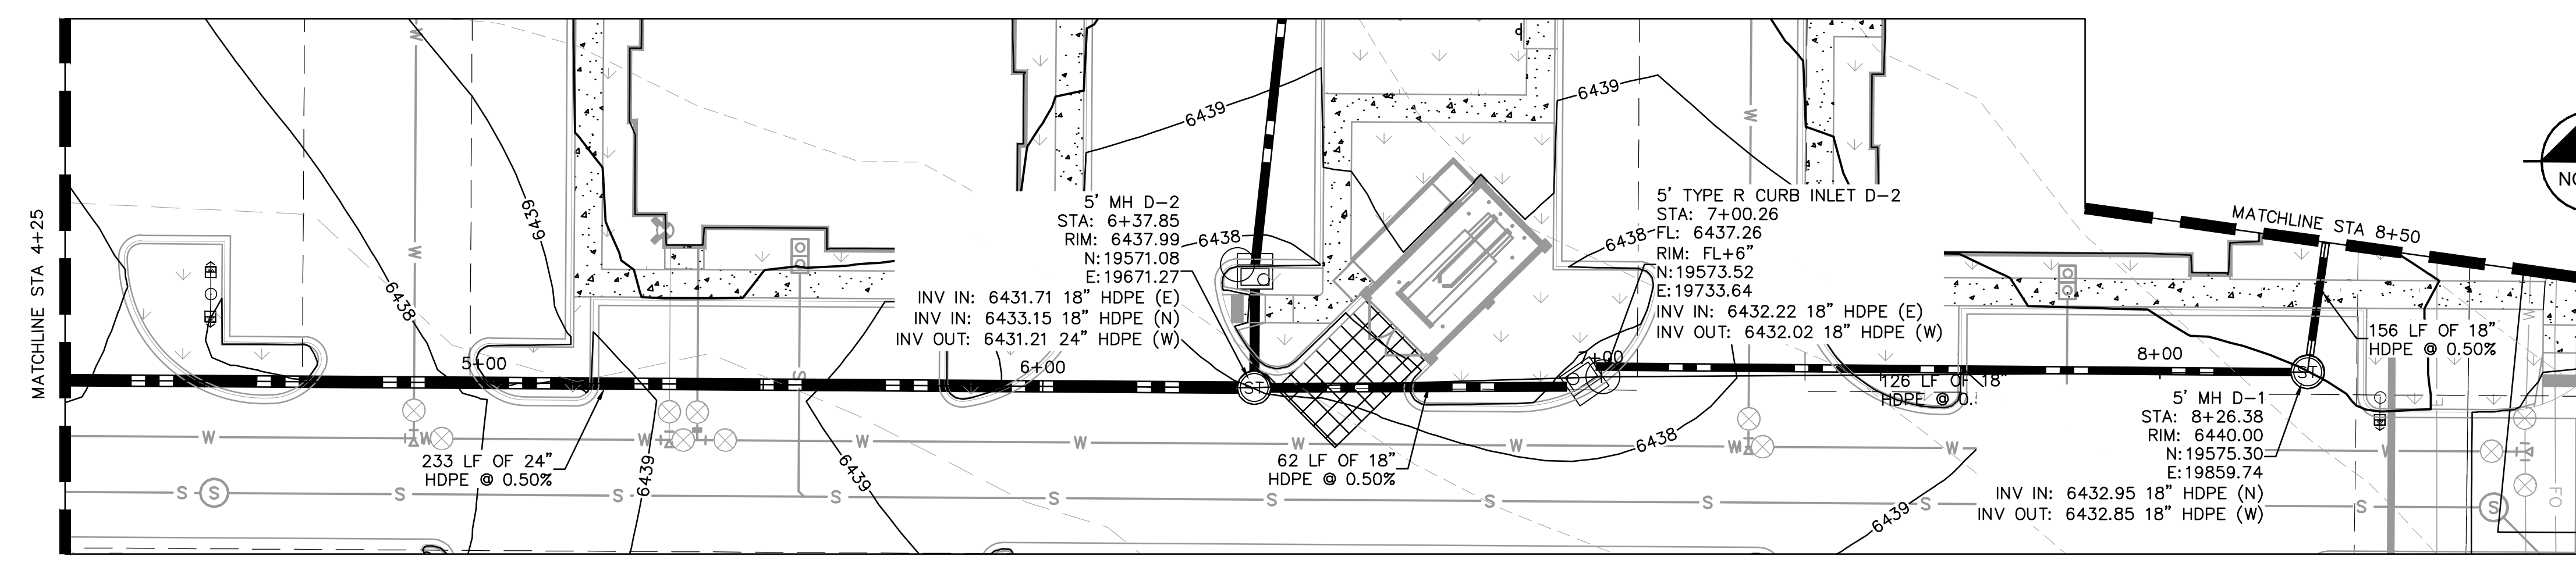 MATCHLINE STA 4+25
W
W
6438
6439
5+00
233 LF OF 24"
HDPE @ 0.50%
6439
6439
6+00
6439
5' MH D-2
STA: 6+37.85
RIM: 6437.99
N:19571.08
E:19671.27
INV IN: 6431.71 18" HDPE (E)
INV IN: 6433.15 18" HDPE (N)
INV OUT: 6431.21 24" HDPE (W)
6438
ST
62 LF OF 18"
HDPE @ 0.50%
6439
W
6438
5' TYPE R CURB INLET D-2
STA: 7+00.26
FL: 6437.26
RIM: FL+6"
N:19573.52
E:19733.64
INV IN: 6432.22 18" HDPE (E)
INV OUT: 6432.02 18" HDPE (W)
7+00
126 LF OF 18"
HDPE @ 0.
6438
8+00
ST
MATCHLINE STA 8+50
156 LF OF 18"
HDPE @ 0.50%
5' MH D-1
STA: 8+26.38
RIM: 6440.00
N:19575.30
E:19859.74
INV IN: 6432.95 18" HDPE (N)
INV OUT: 6432.85 18" HDPE (W)
6439
W W W W W W W W W W
S S S S S S S S S S S S S
FO